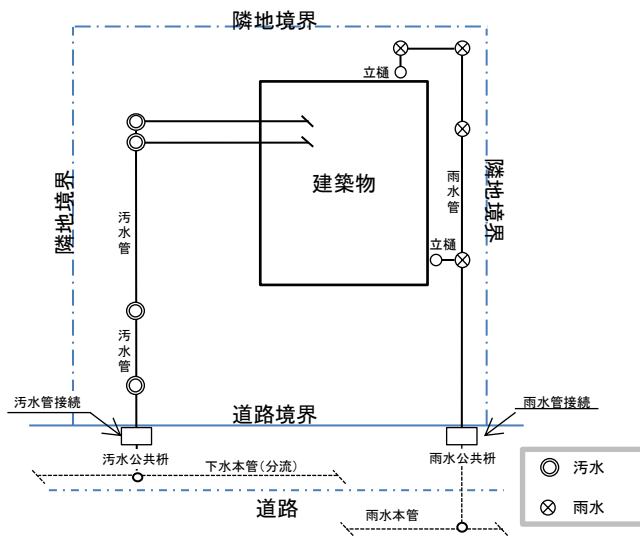 隣地境界
立樋
隣地境界
建築物
雨水管
隣地境界
汚水管
立樋
汚水管
汚水管接続
道路境界
雨水管接続
汚水公共枡
雨水公共枡
下水本管(分流)
汚水
道路
雨水本管
雨水